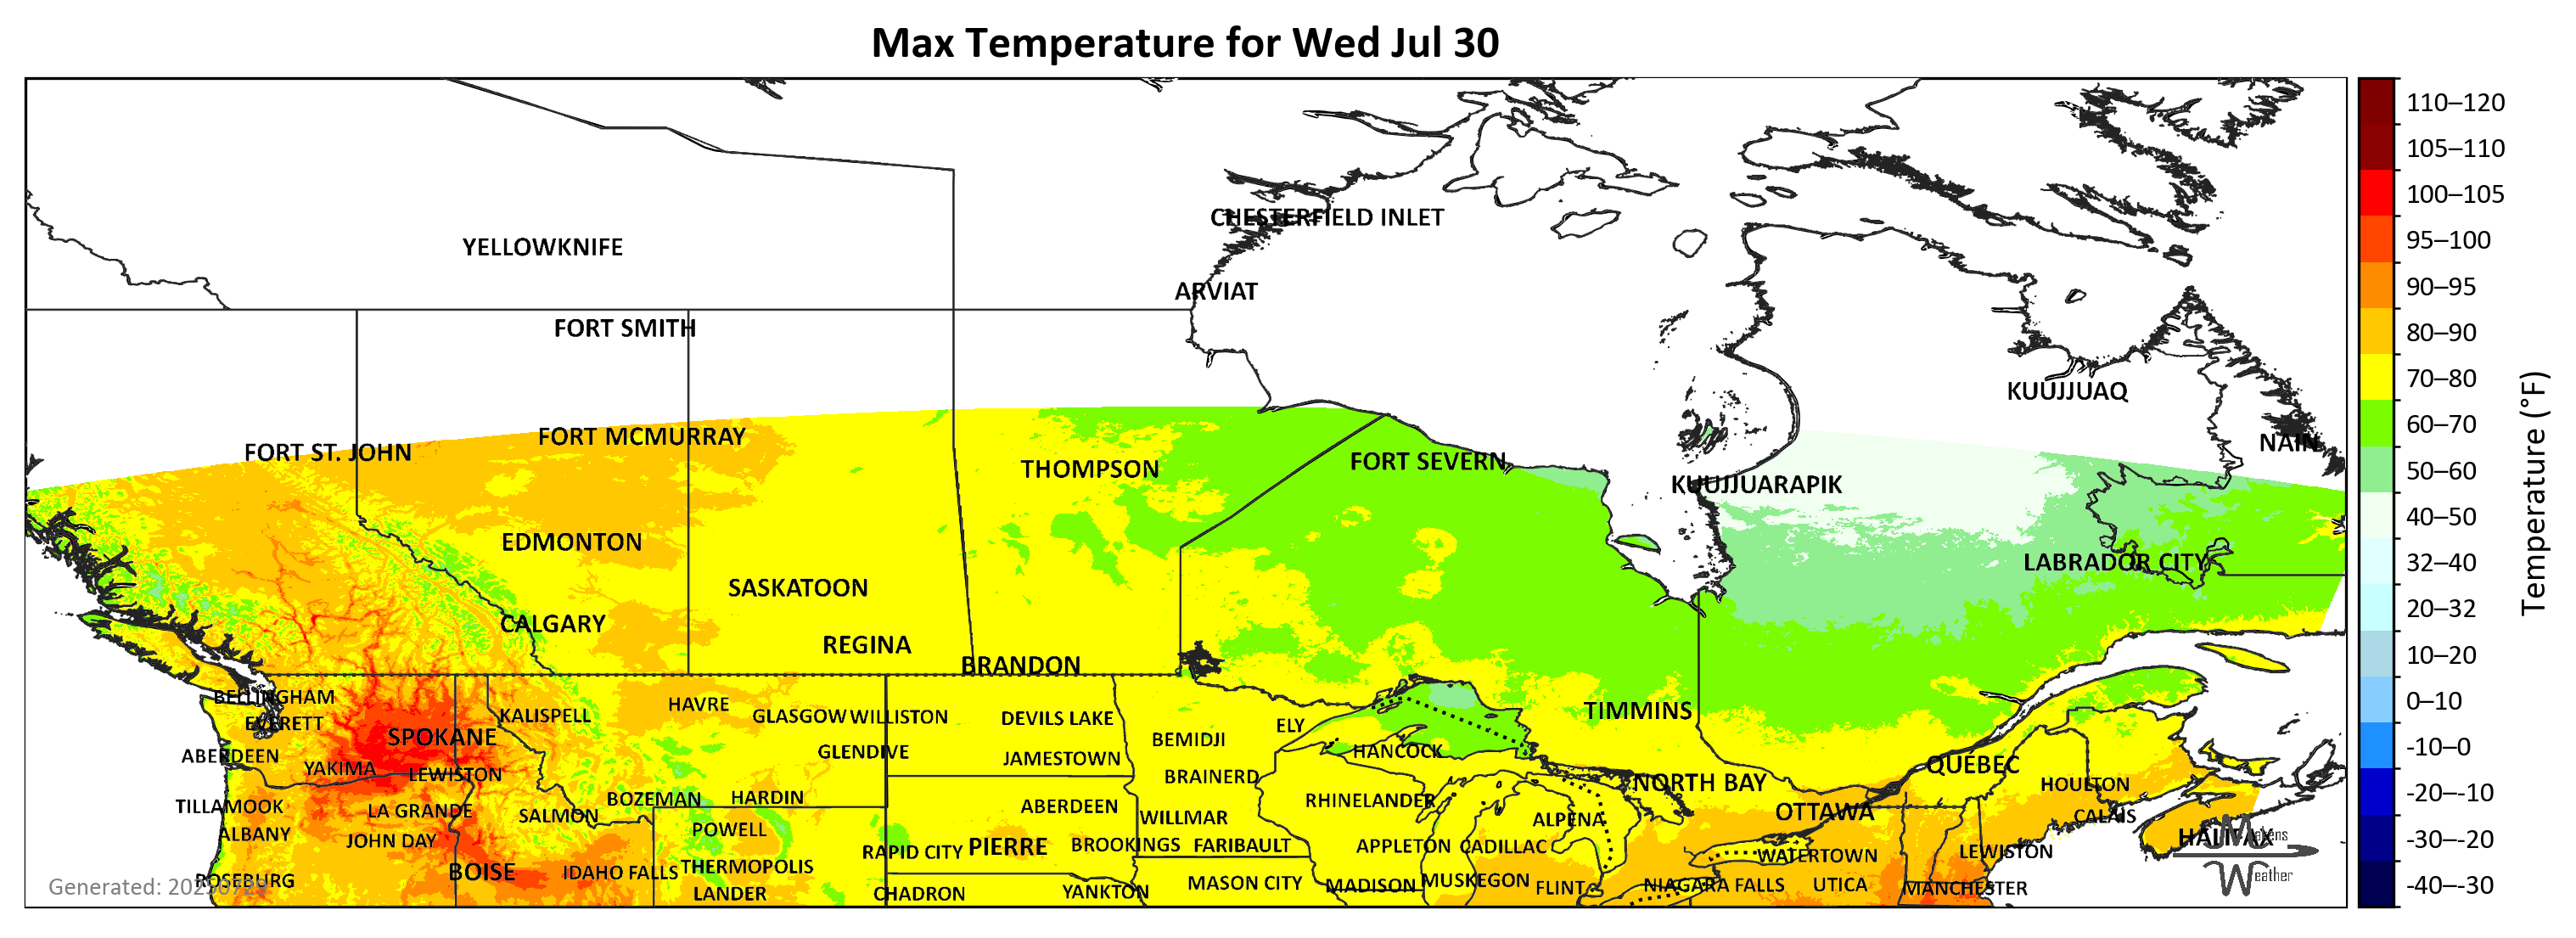 Max Temperature for Wed Jul 30
CHESTERFIELD INLET
YELLOWKNIFE
ARVIAT
FORT SMITH
KUUJJUAQ
FORT MCMURRAY
NAIN
FORT ST. JOHN
THOMPSON
FORT SEVERN
KUUJJUARAPIK
EDMONTON
LABRADOR CITY
SASKATOON
CALGARY
REGINA
BRANDON
BELLINGHAM
HAVRE
TIMMINS
KALISPELL
GLASGOW WILLISTON
DEVILS LAKE
EVERETT
ELY
SPOKANE
BEMIDJI
ABERDEEN
GLENDIVE
JAMESTOWN
HANCOCK
QUÉBEC
YAKIMA
LEWISTON
BRAINERD
NORTH BAY
HOULTON
BOZEMAN
HARDIN
RHINELANDER
TILLAMOOK
LA GRANDE
SALMON
ABERDEEN
WILLMAR
ALPENA
OTTAWA
CALAIS
ALBANY
JOHN DAY
POWELL
HALIFAX
Makens
Weather
RAPID CITY
PIERRE
BROOKINGS
FARIBAULT
APPLETON
CADILLAC
WATERTOWN
LEWISTON
BOISE
IDAHO FALLS
THERMOPOLIS
ROSEBURG
LANDER
CHADRON
YANKTON
MASON CITY
MADISON
MUSKEGON
FLINT
NIAGARA FALLS
UTICA
MANCHESTER
Generated: 20250729
110–120
105–110
100–105
95–100
90–95
80–90
70–80
60–70
50–60
40–50
32–40
20–32
10–20
0–10
-10–0
-20–-10
-30–-20
-40–-30
Temperature (°F)